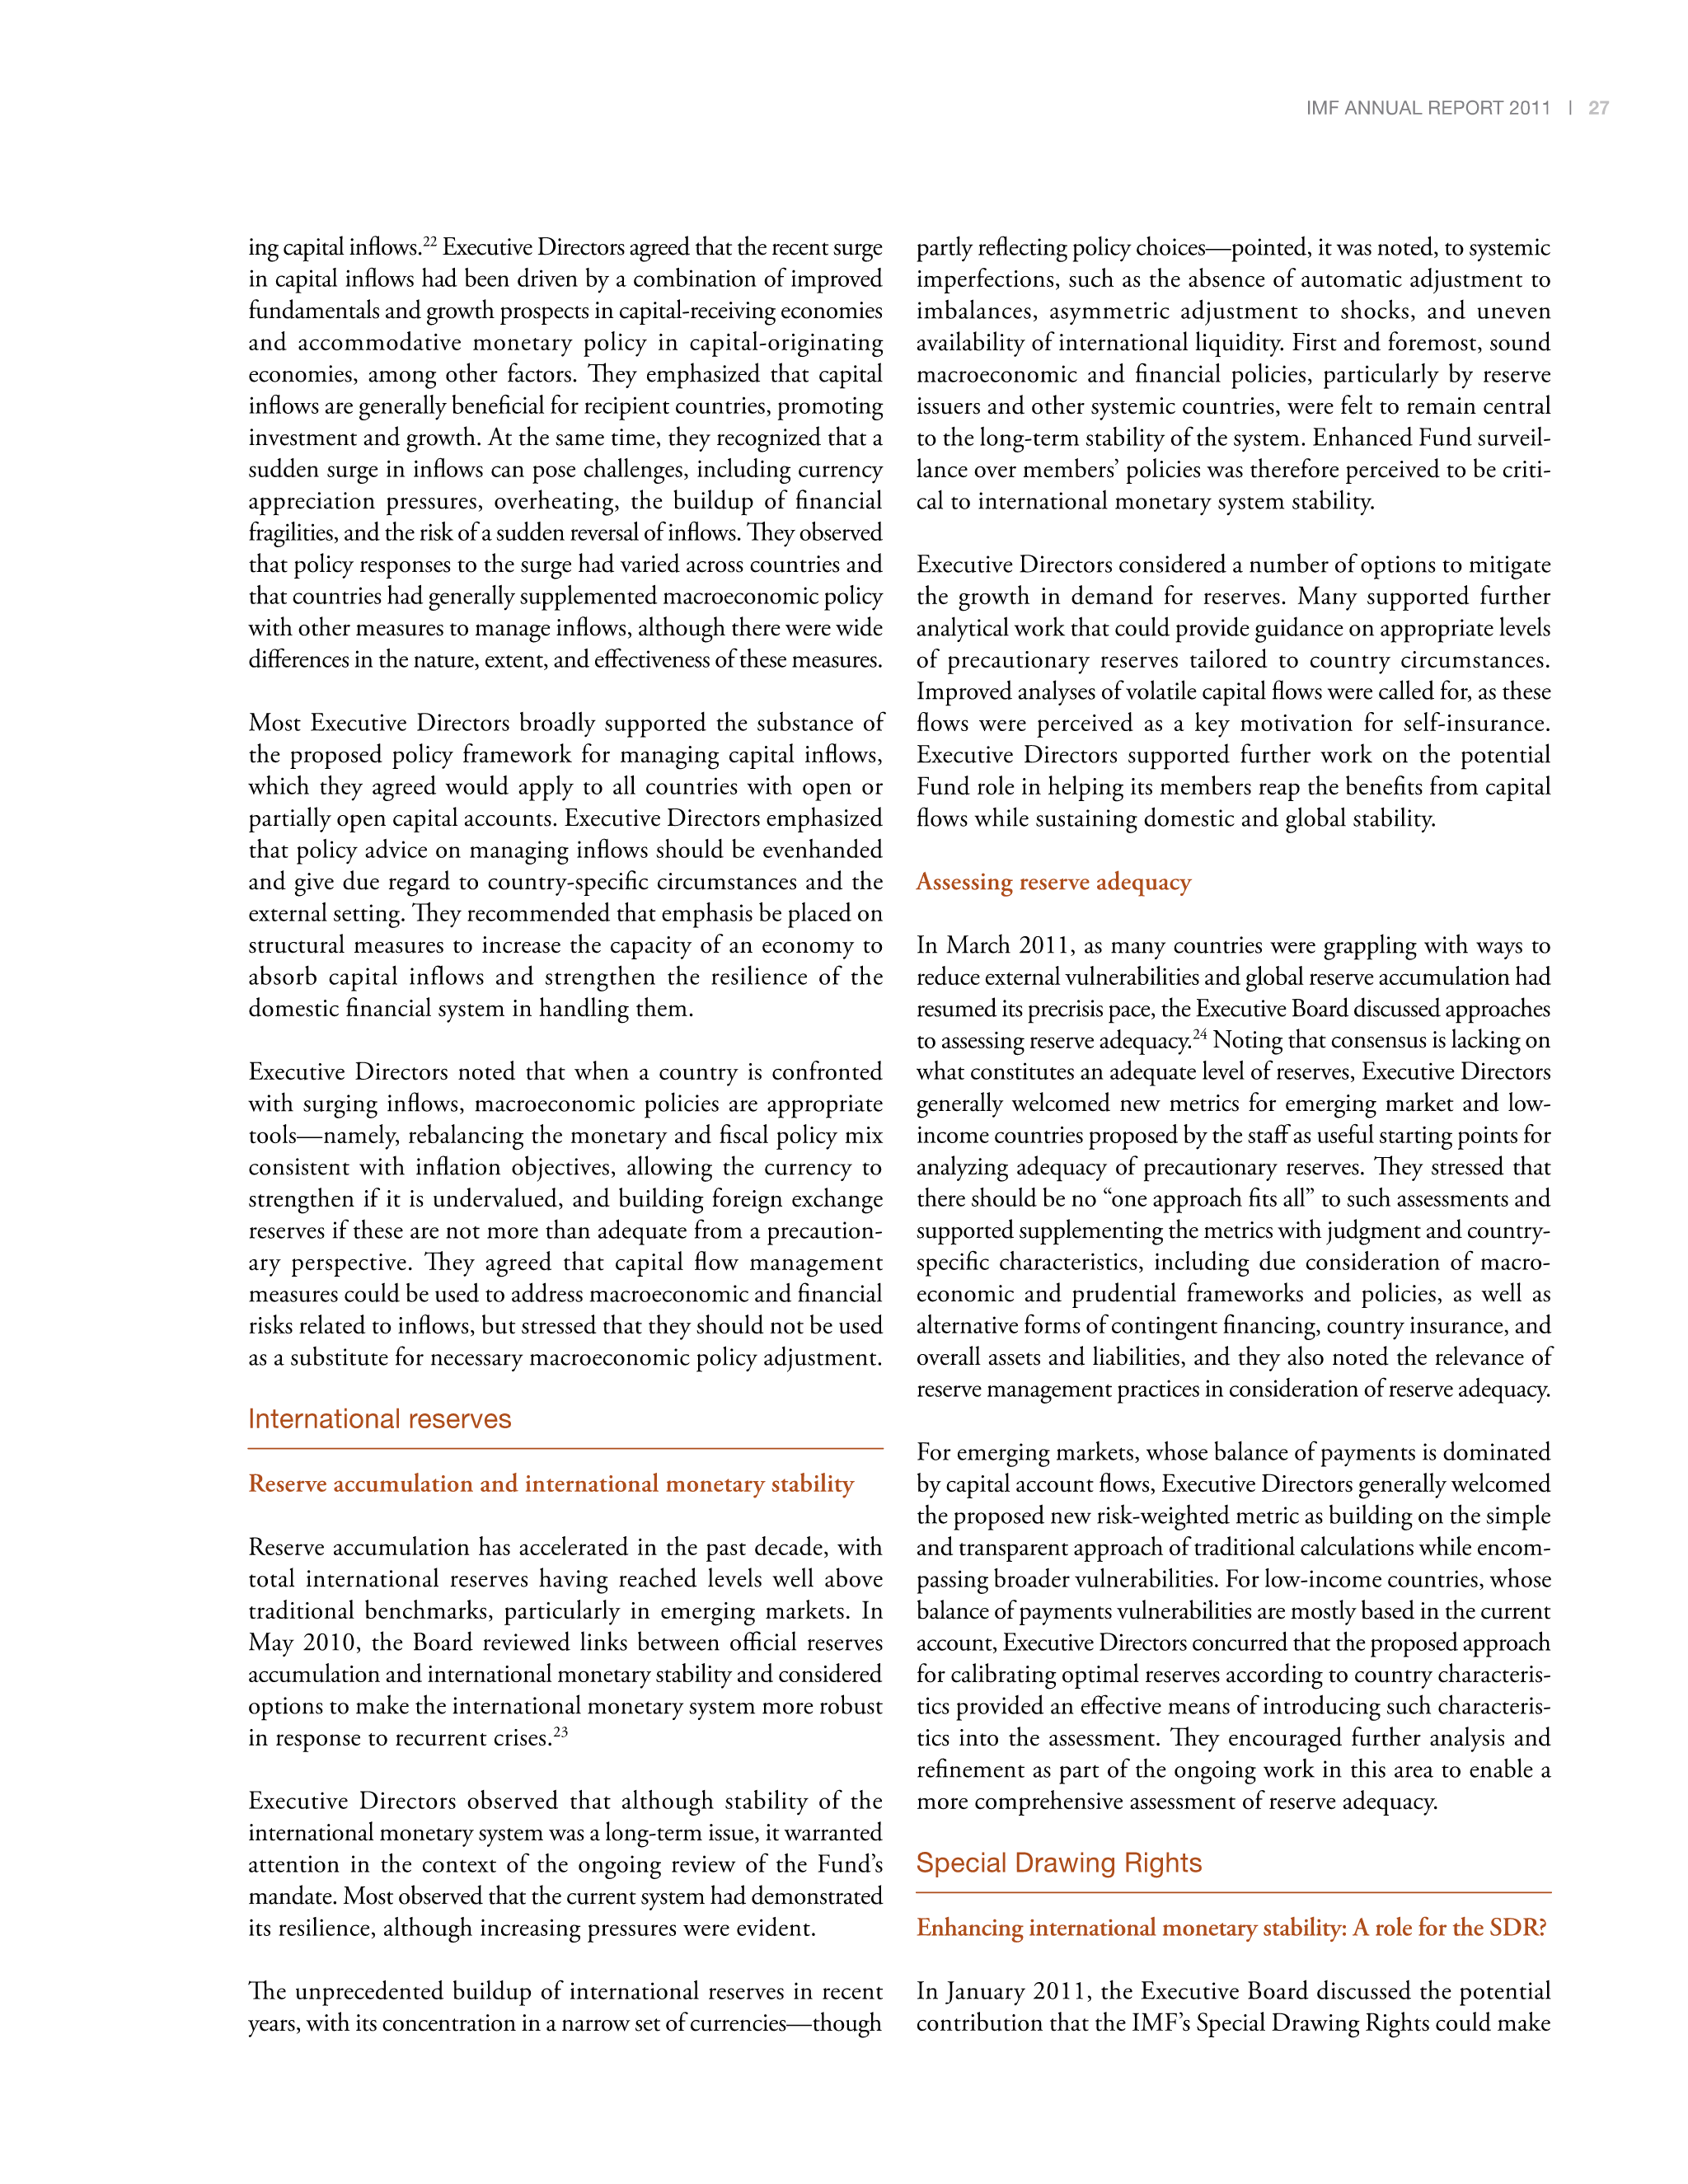 IMF ANNUAL REPORT 2011 | 27
ing capital inflows.22 Executive Directors agreed that the recent surge
in capital inflows had been driven by a combination of improved
fundamentals and growth prospects in capital-receiving economies
and accommodative monetary policy in capital-originating
economies, among other factors. They emphasized that capital
inflows are generally beneficial for recipient countries, promoting
investment and growth. At the same time, they recognized that a
sudden surge in inflows can pose challenges, including currency
appreciation pressures, overheating, the buildup of financial
fragilities, and the risk of a sudden reversal of inflows. They observed
that policy responses to the surge had varied across countries and
that countries had generally supplemented macroeconomic policy
with other measures to manage inflows, although there were wide
differences in the nature, extent, and effectiveness of these measures.
Most Executive Directors broadly supported the substance of
the proposed policy framework for managing capital inflows,
which they agreed would apply to all countries with open or
partially open capital accounts. Executive Directors emphasized
that policy advice on managing inflows should be evenhanded
and give due regard to country-specific circumstances and the
external setting. They recommended that emphasis be placed on
structural measures to increase the capacity of an economy to
absorb capital inflows and strengthen the resilience of the
domestic financial system in handling them.
Executive Directors noted that when a country is confronted
with surging inflows, macroeconomic policies are appropriate
tools—namely, rebalancing the monetary and fiscal policy mix
consistent with inflation objectives, allowing the currency to
strengthen if it is undervalued, and building foreign exchange
reserves if these are not more than adequate from a precaution-
ary perspective. They agreed that capital flow management
measures could be used to address macroeconomic and financial
risks related to inflows, but stressed that they should not be used
as a substitute for necessary macroeconomic policy adjustment.
International reserves
Reserve accumulation and international monetary stability
Reserve accumulation has accelerated in the past decade, with
total international reserves having reached levels well above
traditional benchmarks, particularly in emerging markets. In
May 2010, the Board reviewed links between official reserves
accumulation and international monetary stability and considered
options to make the international monetary system more robust
in response to recurrent crises.23
Executive Directors observed that although stability of the
international monetary system was a long-term issue, it warranted
attention in the context of the ongoing review of the Fund's
mandate. Most observed that the current system had demonstrated
its resilience, although increasing pressures were evident.
The unprecedented buildup of international reserves in recent
years, with its concentration in a narrow set of currencies—though
partly reflecting policy choices—pointed, it was noted, to systemic
imperfections, such as the absence of automatic adjustment to
imbalances, asymmetric adjustment to shocks, and uneven
availability of international liquidity. First and foremost, sound
macroeconomic and financial policies, particularly by reserve
issuers and other systemic countries, were felt to remain central
to the long-term stability of the system. Enhanced Fund surveil-
lance over members' policies was therefore perceived to be criti-
cal to international monetary system stability.
Executive Directors considered a number of options to mitigate
the growth in demand for reserves. Many supported further
analytical work that could provide guidance on appropriate levels
of precautionary reserves tailored to country circumstances.
Improved analyses of volatile capital flows were called for, as these
flows were perceived as a key motivation for self-insurance.
Executive Directors supported further work on the potential
Fund role in helping its members reap the benefits from capital
flows while sustaining domestic and global stability.
Assessing reserve adequacy
In March 2011, as many countries were grappling with ways to
reduce external vulnerabilities and global reserve accumulation had
resumed its precrisis pace, the Executive Board discussed approaches
to assessing reserve adequacy.24 Noting that consensus is lacking on
what constitutes an adequate level of reserves, Executive Directors
generally welcomed new metrics for emerging market and low-
income countries proposed by the staff as useful starting points for
analyzing adequacy of precautionary reserves. They stressed that
there should be no “one approach fits all” to such assessments and
supported supplementing the metrics with judgment and country-
specific characteristics, including due consideration of macro-
economic and prudential frameworks and policies, as well as
alternative forms of contingent financing, country insurance, and
overall assets and liabilities, and they also noted the relevance of
reserve management practices in consideration of reserve adequacy.
For emerging markets, whose balance of payments is dominated
by capital account flows, Executive Directors generally welcomed
the proposed new risk-weighted metric as building on the simple
and transparent approach of traditional calculations while encom-
passing broader vulnerabilities. For low-income countries, whose
balance of payments vulnerabilities are mostly based in the current
account, Executive Directors concurred that the proposed approach
for calibrating optimal reserves according to country characteris-
tics provided an effective means of introducing such characteris-
tics into the assessment. They encouraged further analysis and
refinement as part of the ongoing work in this area to enable a
more comprehensive assessment of reserve adequacy.
Special Drawing Rights
Enhancing international monetary stability: A role for the SDR?
In January 2011, the Executive Board discussed the potential
contribution that the IMF's Special Drawing Rights could make